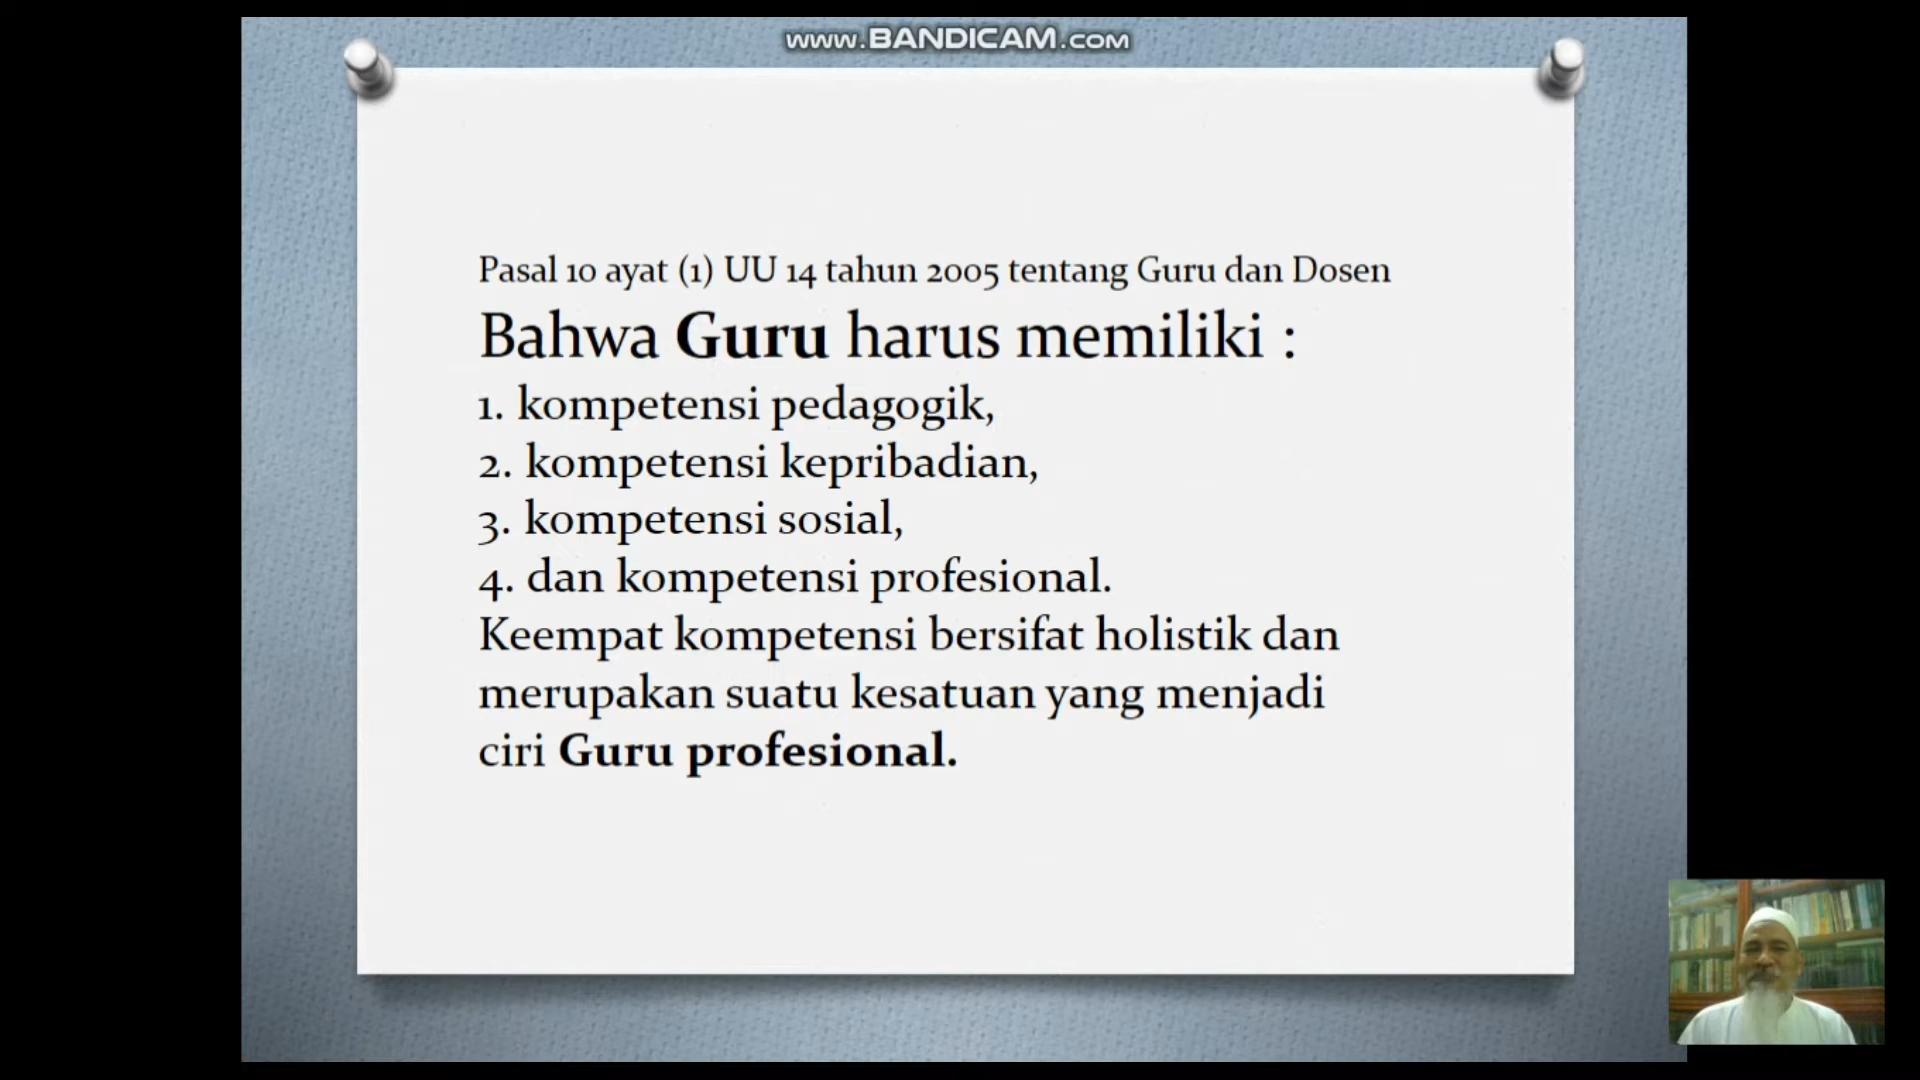 www.BANDICAM.com
Pasal 10 ayat (1) UU 14 tahun 2005 tentang Guru dan Dosen
Bahwa Guru harus memiliki :
1. kompetensi pedagogik,
2. kompetensi kepribadian,
3. kompetensi sosial,
4. dan kompetensi profesional.
Keempat kompetensi bersifat holistik dan
merupakan suatu kesatuan yang menjadi
ciri Guru profesional.